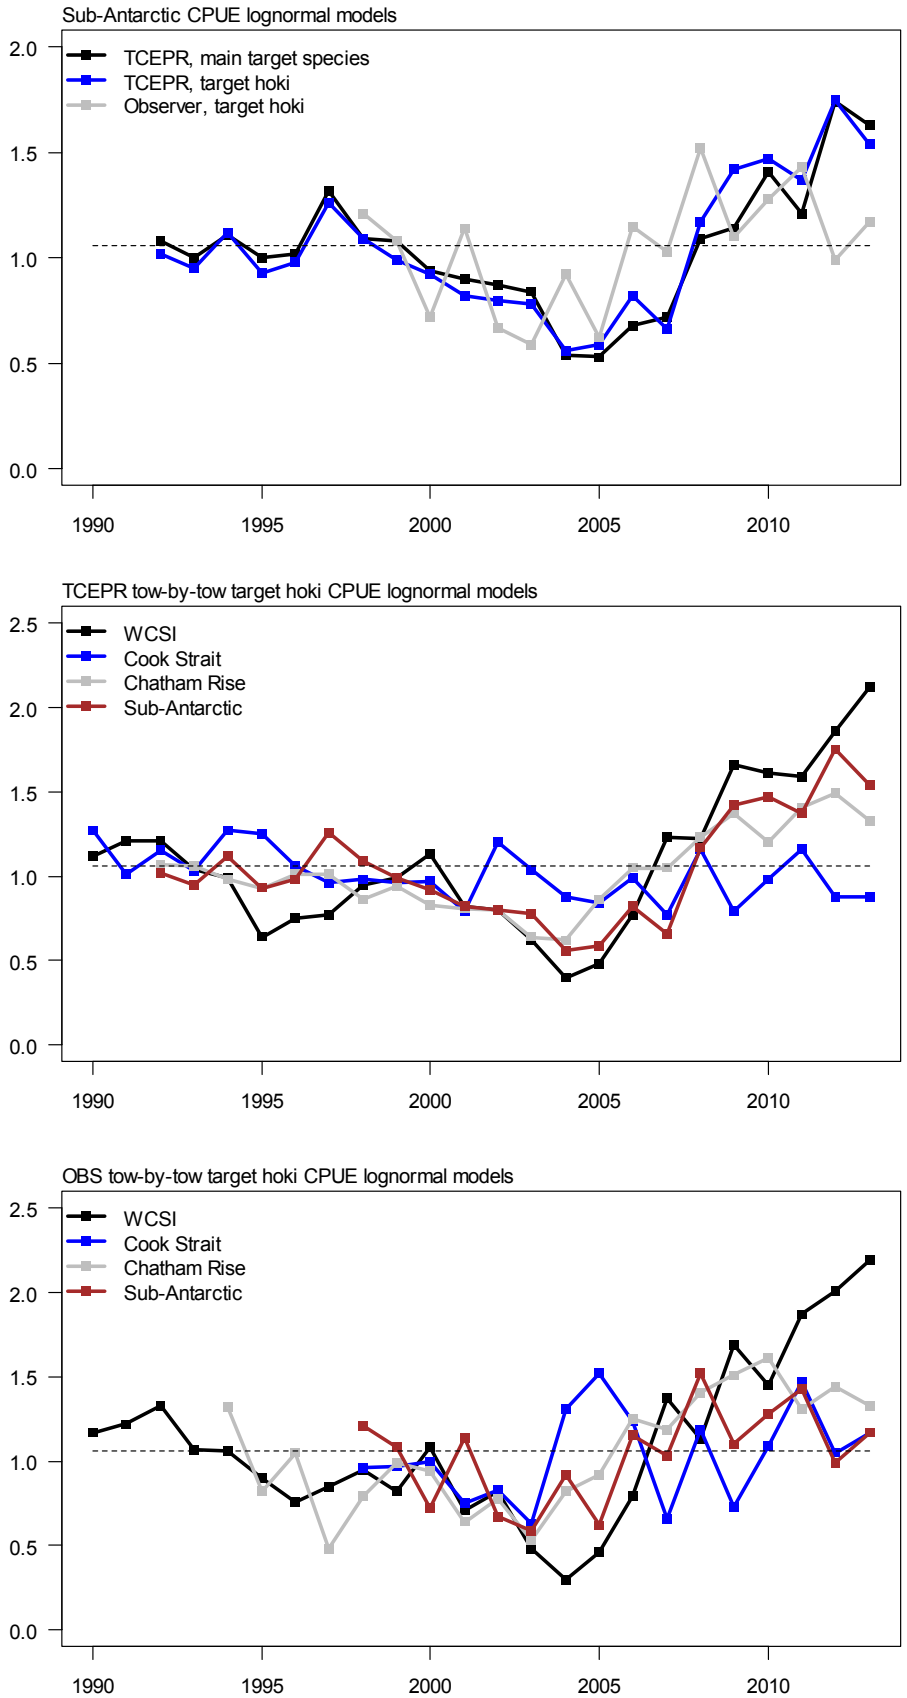 Sub-Antarctic CPUE lognormal models
2.0
TCEPR, main target species
TCEPR, target hoki
Observer, target hoki
1.5
1.0
0.5
0.0
1990 1995 2000 2005 2010
TCEPR tow-by-tow target hoki CPUE lognormal models
2.5
WCSI
Cook Strait
Chatham Rise
2.0
Sub-Antarctic
1.5
1.0
0.5
0.0
1990 1995 2000 2005 2010
OBS tow-by-tow target hoki CPUE lognormal models
2.5
WCSI
Cook Strait
Chatham Rise
2.0
Sub-Antarctic
1.5
1.0
0.5
0.0
1990 1995 2000 2005 2010